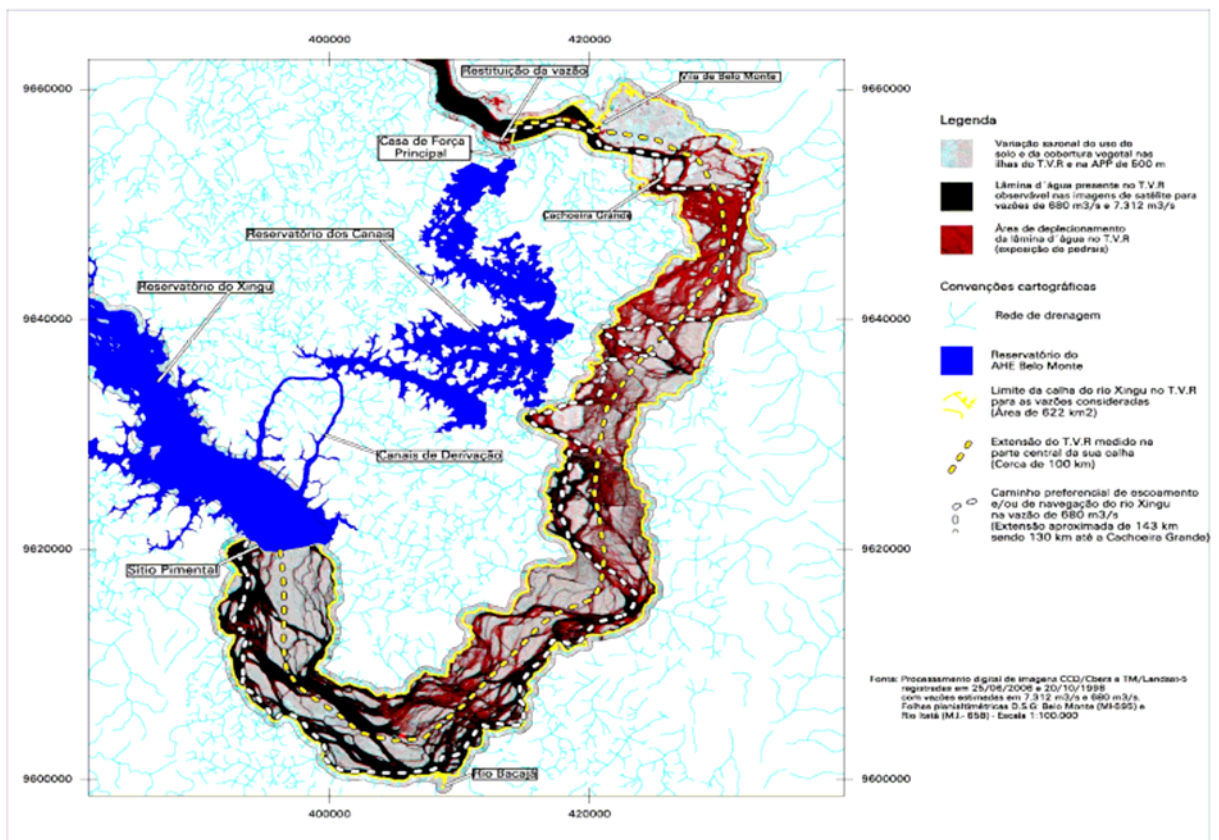 400000
420000
9660000
9660000
Restituição da vazão
Vila de Belo Monte
Casa de Força
Principal
Cachoeira Grande
Reservatório dos Canais
Reservatório do Xingu
9640000
9640000
Canais de Derivação
9620000
9620000
Sítio Pimental
9600000
9600000
Rio Bacajá
400000
420000
Legenda
Variação sazonal do uso do
solo e da cobertura vegetal nas
ilhas do T.V.R e na APP de 500 m
Lâmina d´água presente no T.V.R
observável nas imagens de satélite para
vazões de 680 m3/s e 7.312 m3/s
Área de deplecionamento
da lâmina d'água no T.V.R
(exposição de pedrais)
Convenções cartográficas
Rede de drenagem
Reservatório do
AHE Belo Monte
Limite da calha do rio Xingu no T.V.R
para as vazões consideradas
(Área de 622 km2)
Extensão do T.V.R medido na
parte central da sua calha
(Cerca de 100 km)
Caminho preferencial de escoamento
e/ou de navegação do rio Xingu
na vazão de 680 m3/s
(Extensão aproximada de 143 km
sendo 130 km até a Cachoeira Grande)
Fonte: Processamento digital de imagens CCD/Cbers e TM/Landsat-5
registradas em 25/06/2006 e 20/10/1998
com vazões estimadas em 7.312 m3/s e 680 m3/s.
Folhas planialtimétricas D.S.G: Belo Monte (MI-595) e
Rio Itatá (M.I.- 658) - Escala 1:100.000